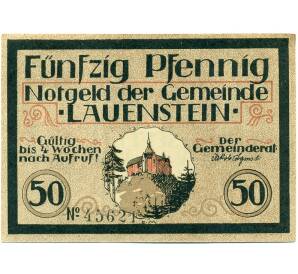 Fünfzig Pfennig
Notgeld der Gemeinde
·LAUENSTEIN·
Gültig
bis 4 Wochen
nach Aufruf!
Der
Gemeinderat:
50
50
№ 45621